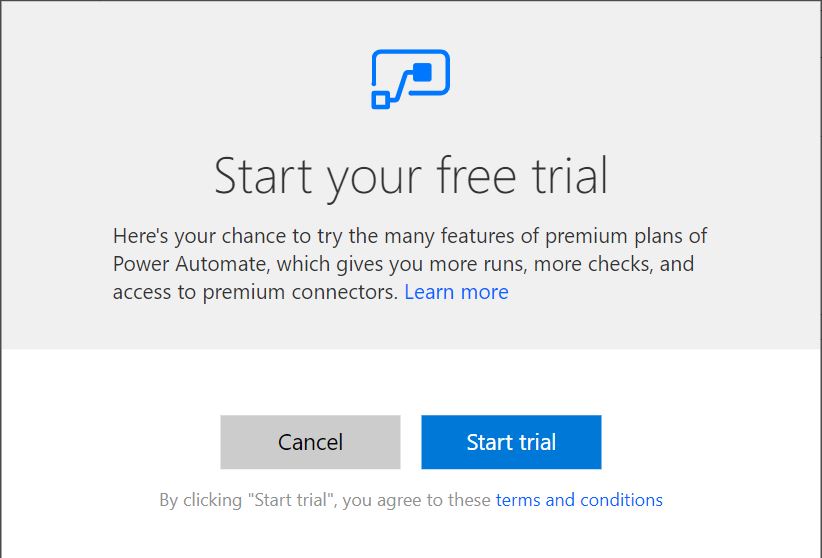 Start your free trial
Here's your chance to try the many features of premium plans of
Power Automate, which gives you more runs, more checks, and
access to premium connectors. Learn more
Cancel
Start trial
By clicking "Start trial", you agree to these terms and conditions